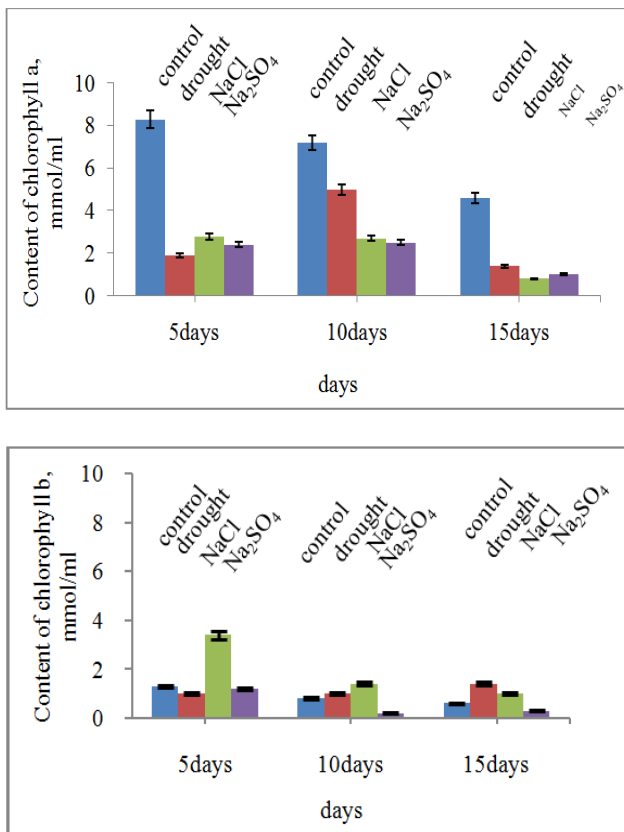 Content of chlorophyll a,
mmol/ml
10
8
6
4
2
0
control
drought
NaCl
Na₂SO₄
control
drought
NaCl
Na₂SO₄
control
drought
NaCl
Na₂SO₄
5days
10days
15days
days
Content of chlorophyll b,
mmol/ml
10
8
6
4
2
0
control
drought
NaCl
Na₂SO₄
control
drought
NaCl
Na₂SO₄
control
drought
NaCl
Na₂SO₄
5days
10days
15days
days